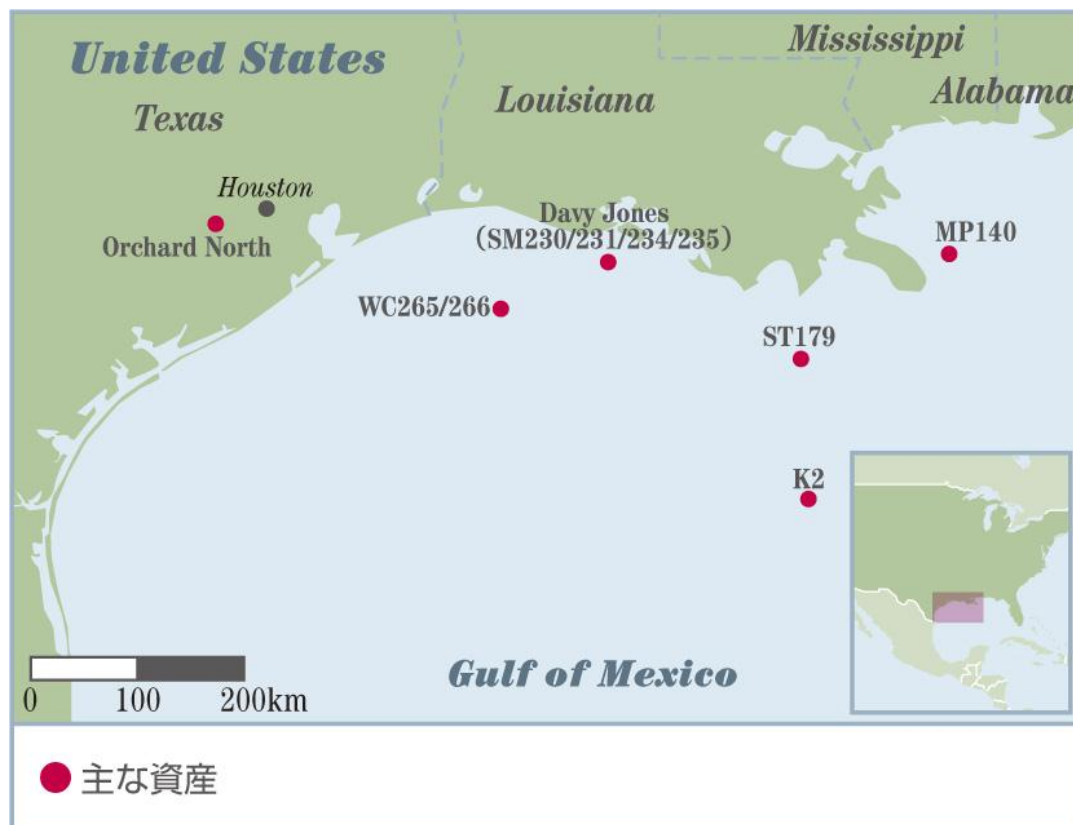 United States
Mississippi
Louisiana
Alabama
Texas
Houston
Orchard North
Davy Jones
（SM230/231/234/235）
MP140
WC265/266
ST179
K2
Gulf of Mexico
0 100 200km
主な資産